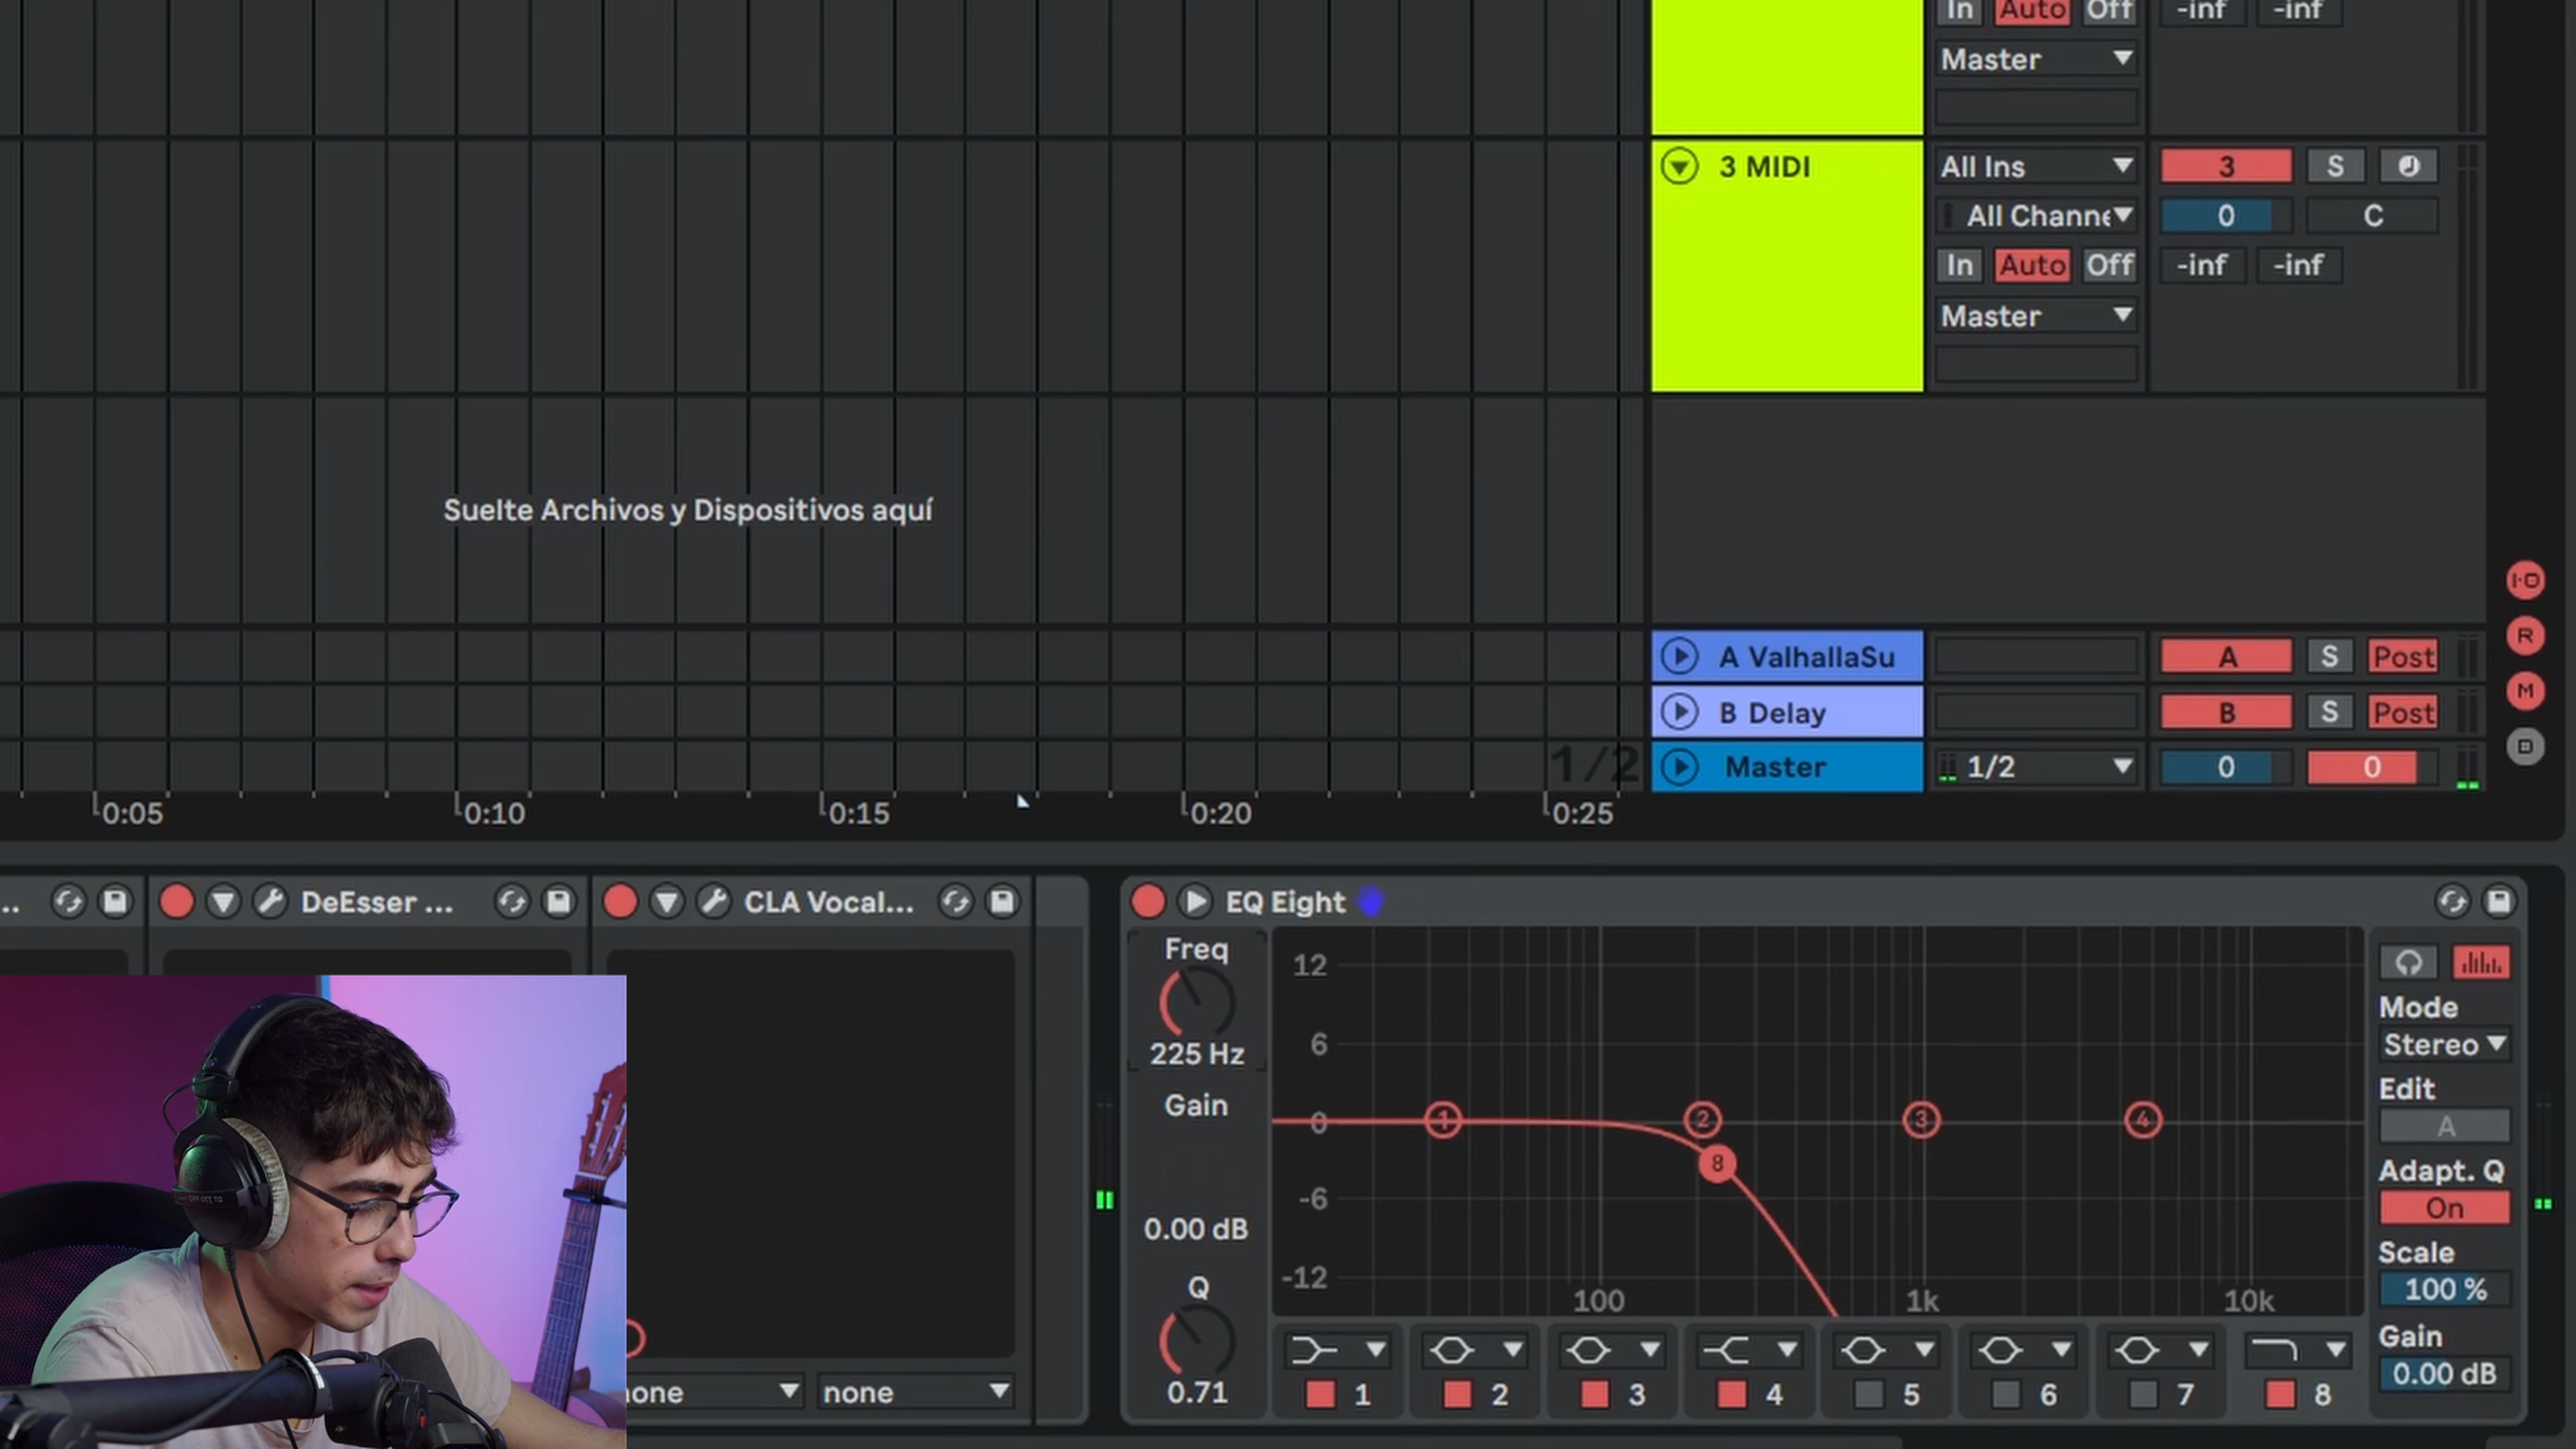 In Auto Off -inf -inf
Master
3 MIDI All Ins 3 S
All Channe 0 C
In Auto Off -inf -inf
Master
Suelte Archivos y Dispositivos aquí
A ValhallaSu A S Post
B Delay B S Post
1/2 Master 1/2 0 0
I·O
R
M
D
0:05 0:10 0:15 0:20 0:25
.. DeEsser ... CLA Vocal... EQ Eight
Freq
225 Hz
Gain
0.00 dB
Q
0.71
12
6
0
-6
-12
1 2 3 4
8
100 1k 10k
Mode
Stereo
Edit
A
Adapt. Q
On
Scale
100 %
Gain
0.00 dB
none
1 2 3 4 5 6 7 8